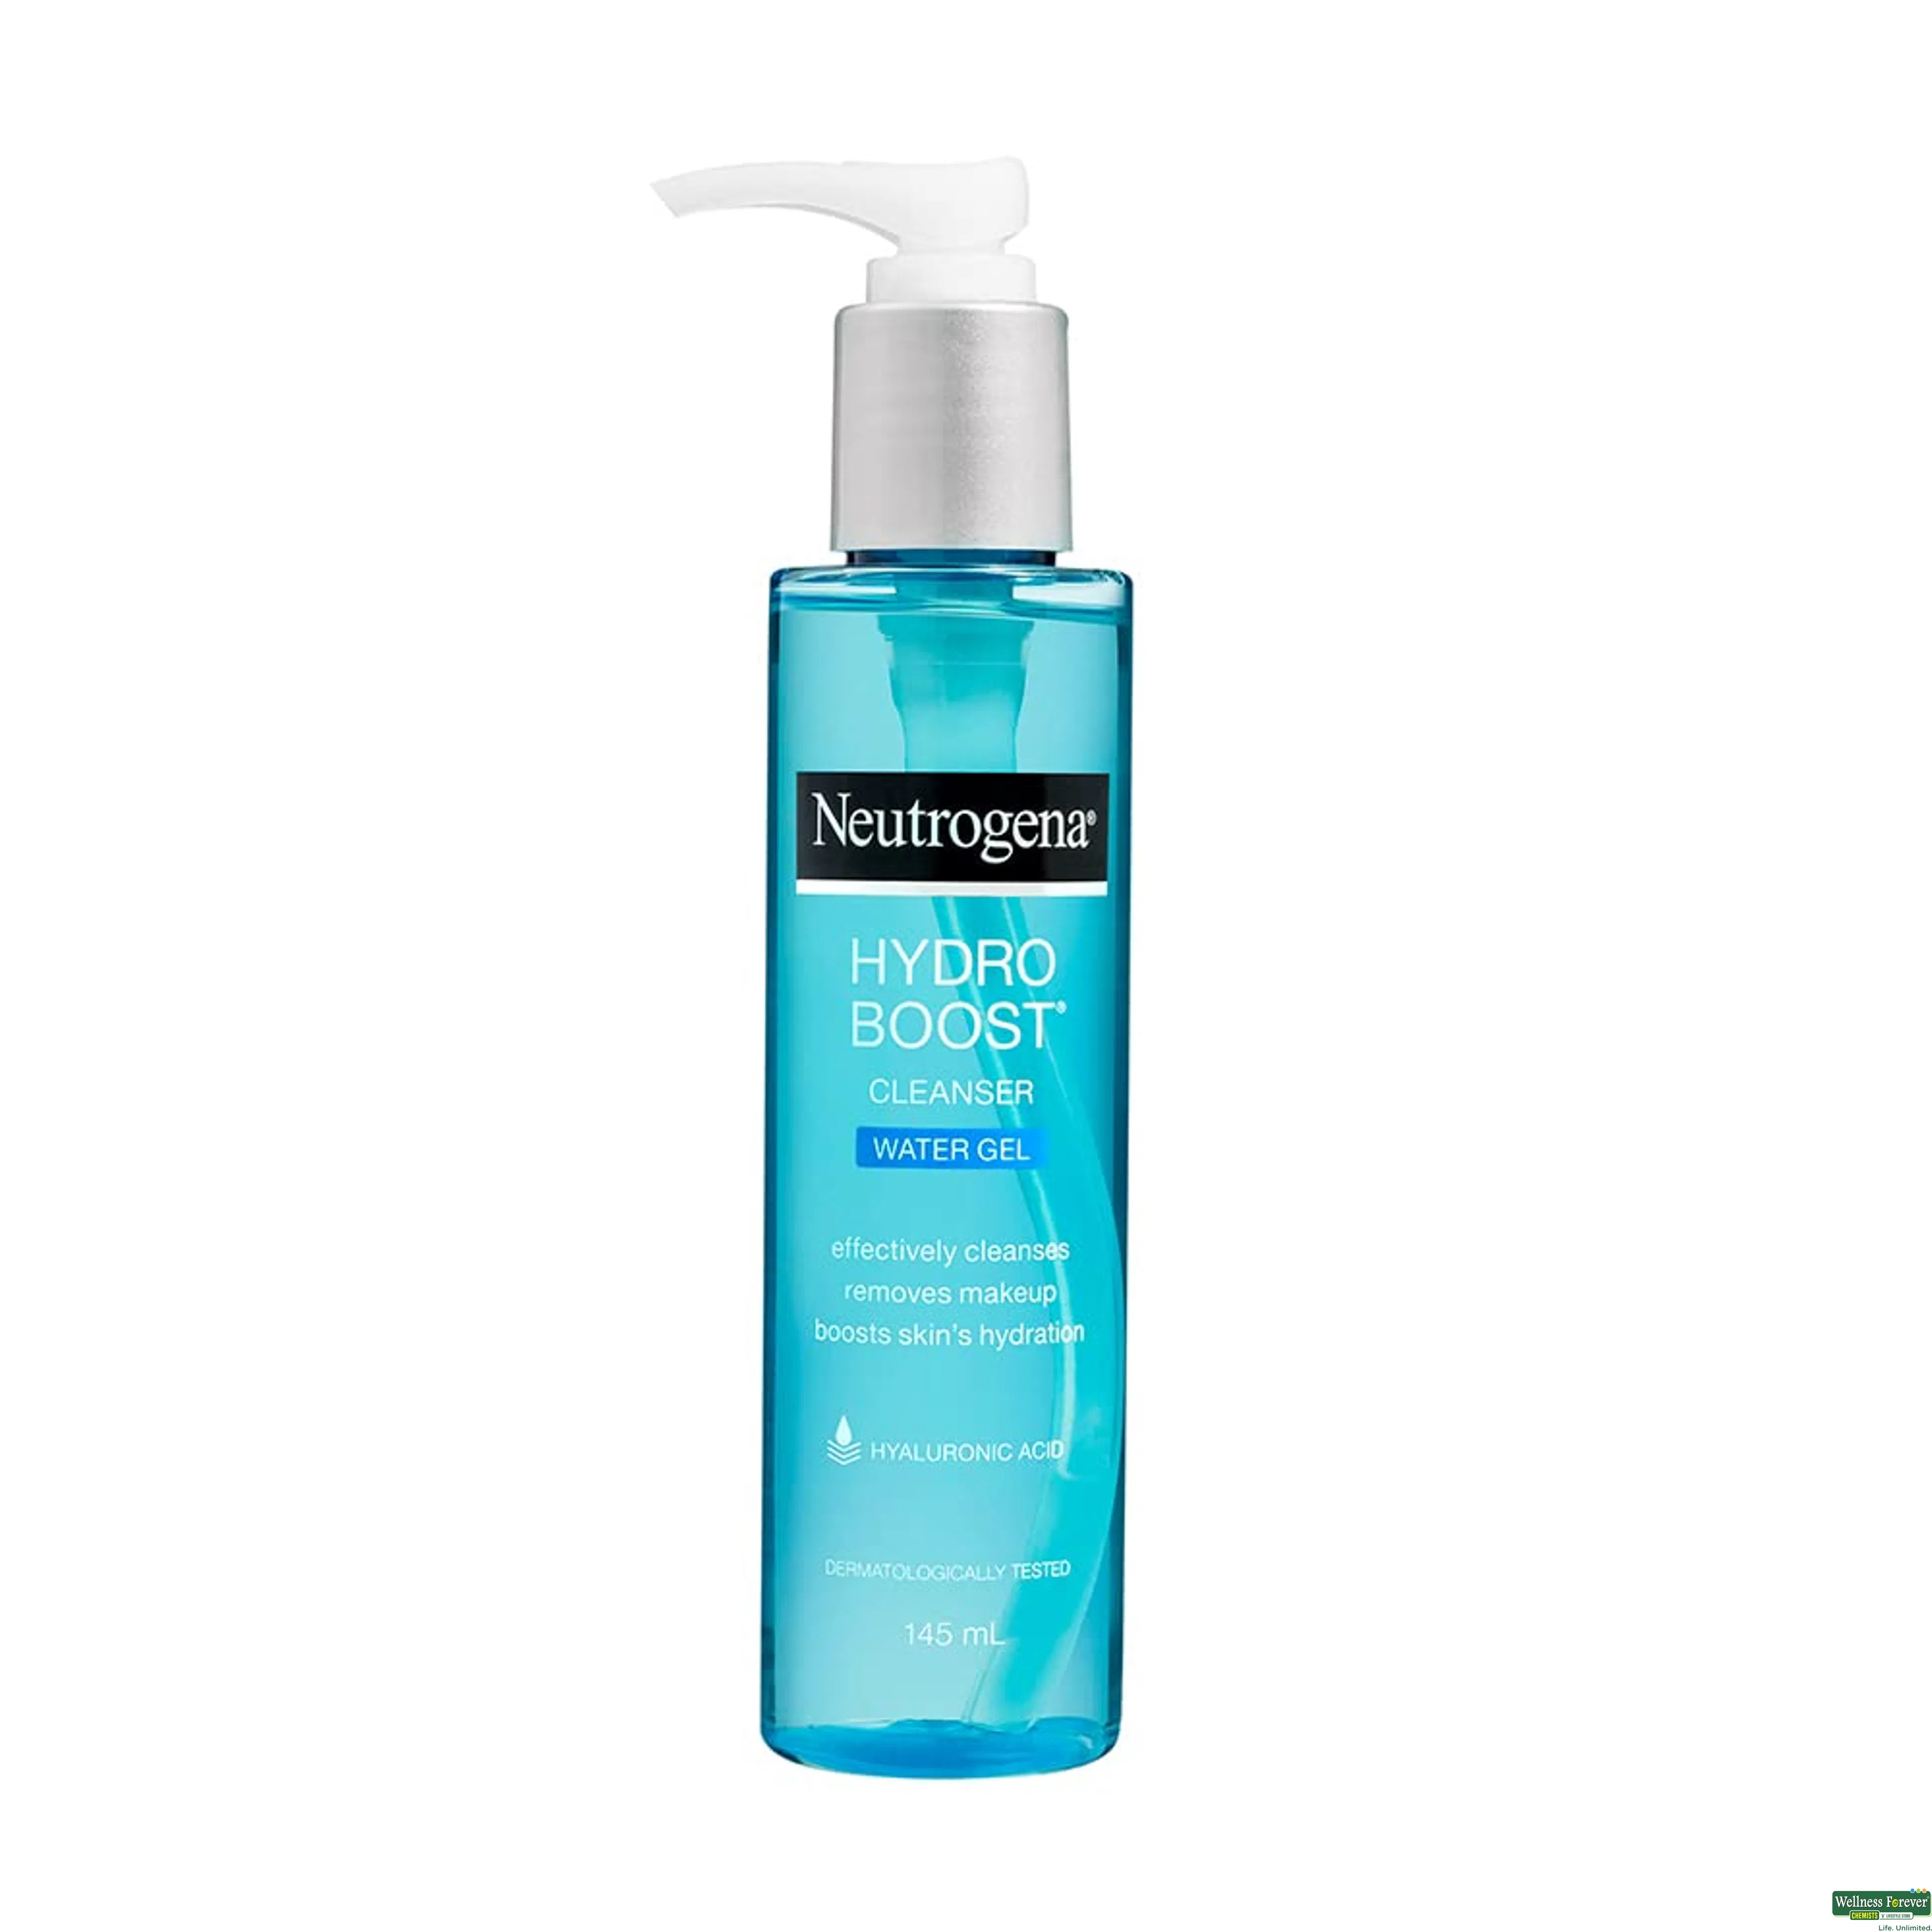 Neutrogena®
HYDRO
BOOST®
CLEANSER
WATER GEL
effectively cleanses
removes makeup
boosts skin's hydration
HYALURONIC ACID
DERMATOLOGICALLY TESTED
145 mL
Wellness Forever
CHEMISTS
Life. Unlimited.